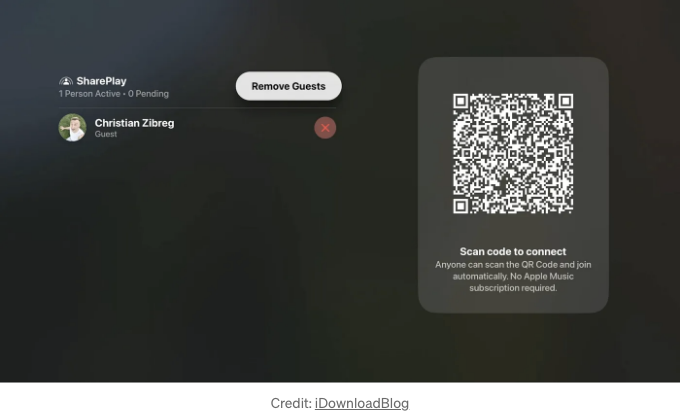 SharePlay
1 Person Active • 0 Pending
Remove Guests
Christian Zibreg
Guest
Scan code to connect
Anyone can scan the QR Code and join
automatically. No Apple Music
subscription required.
Credit: iDownloadBlog